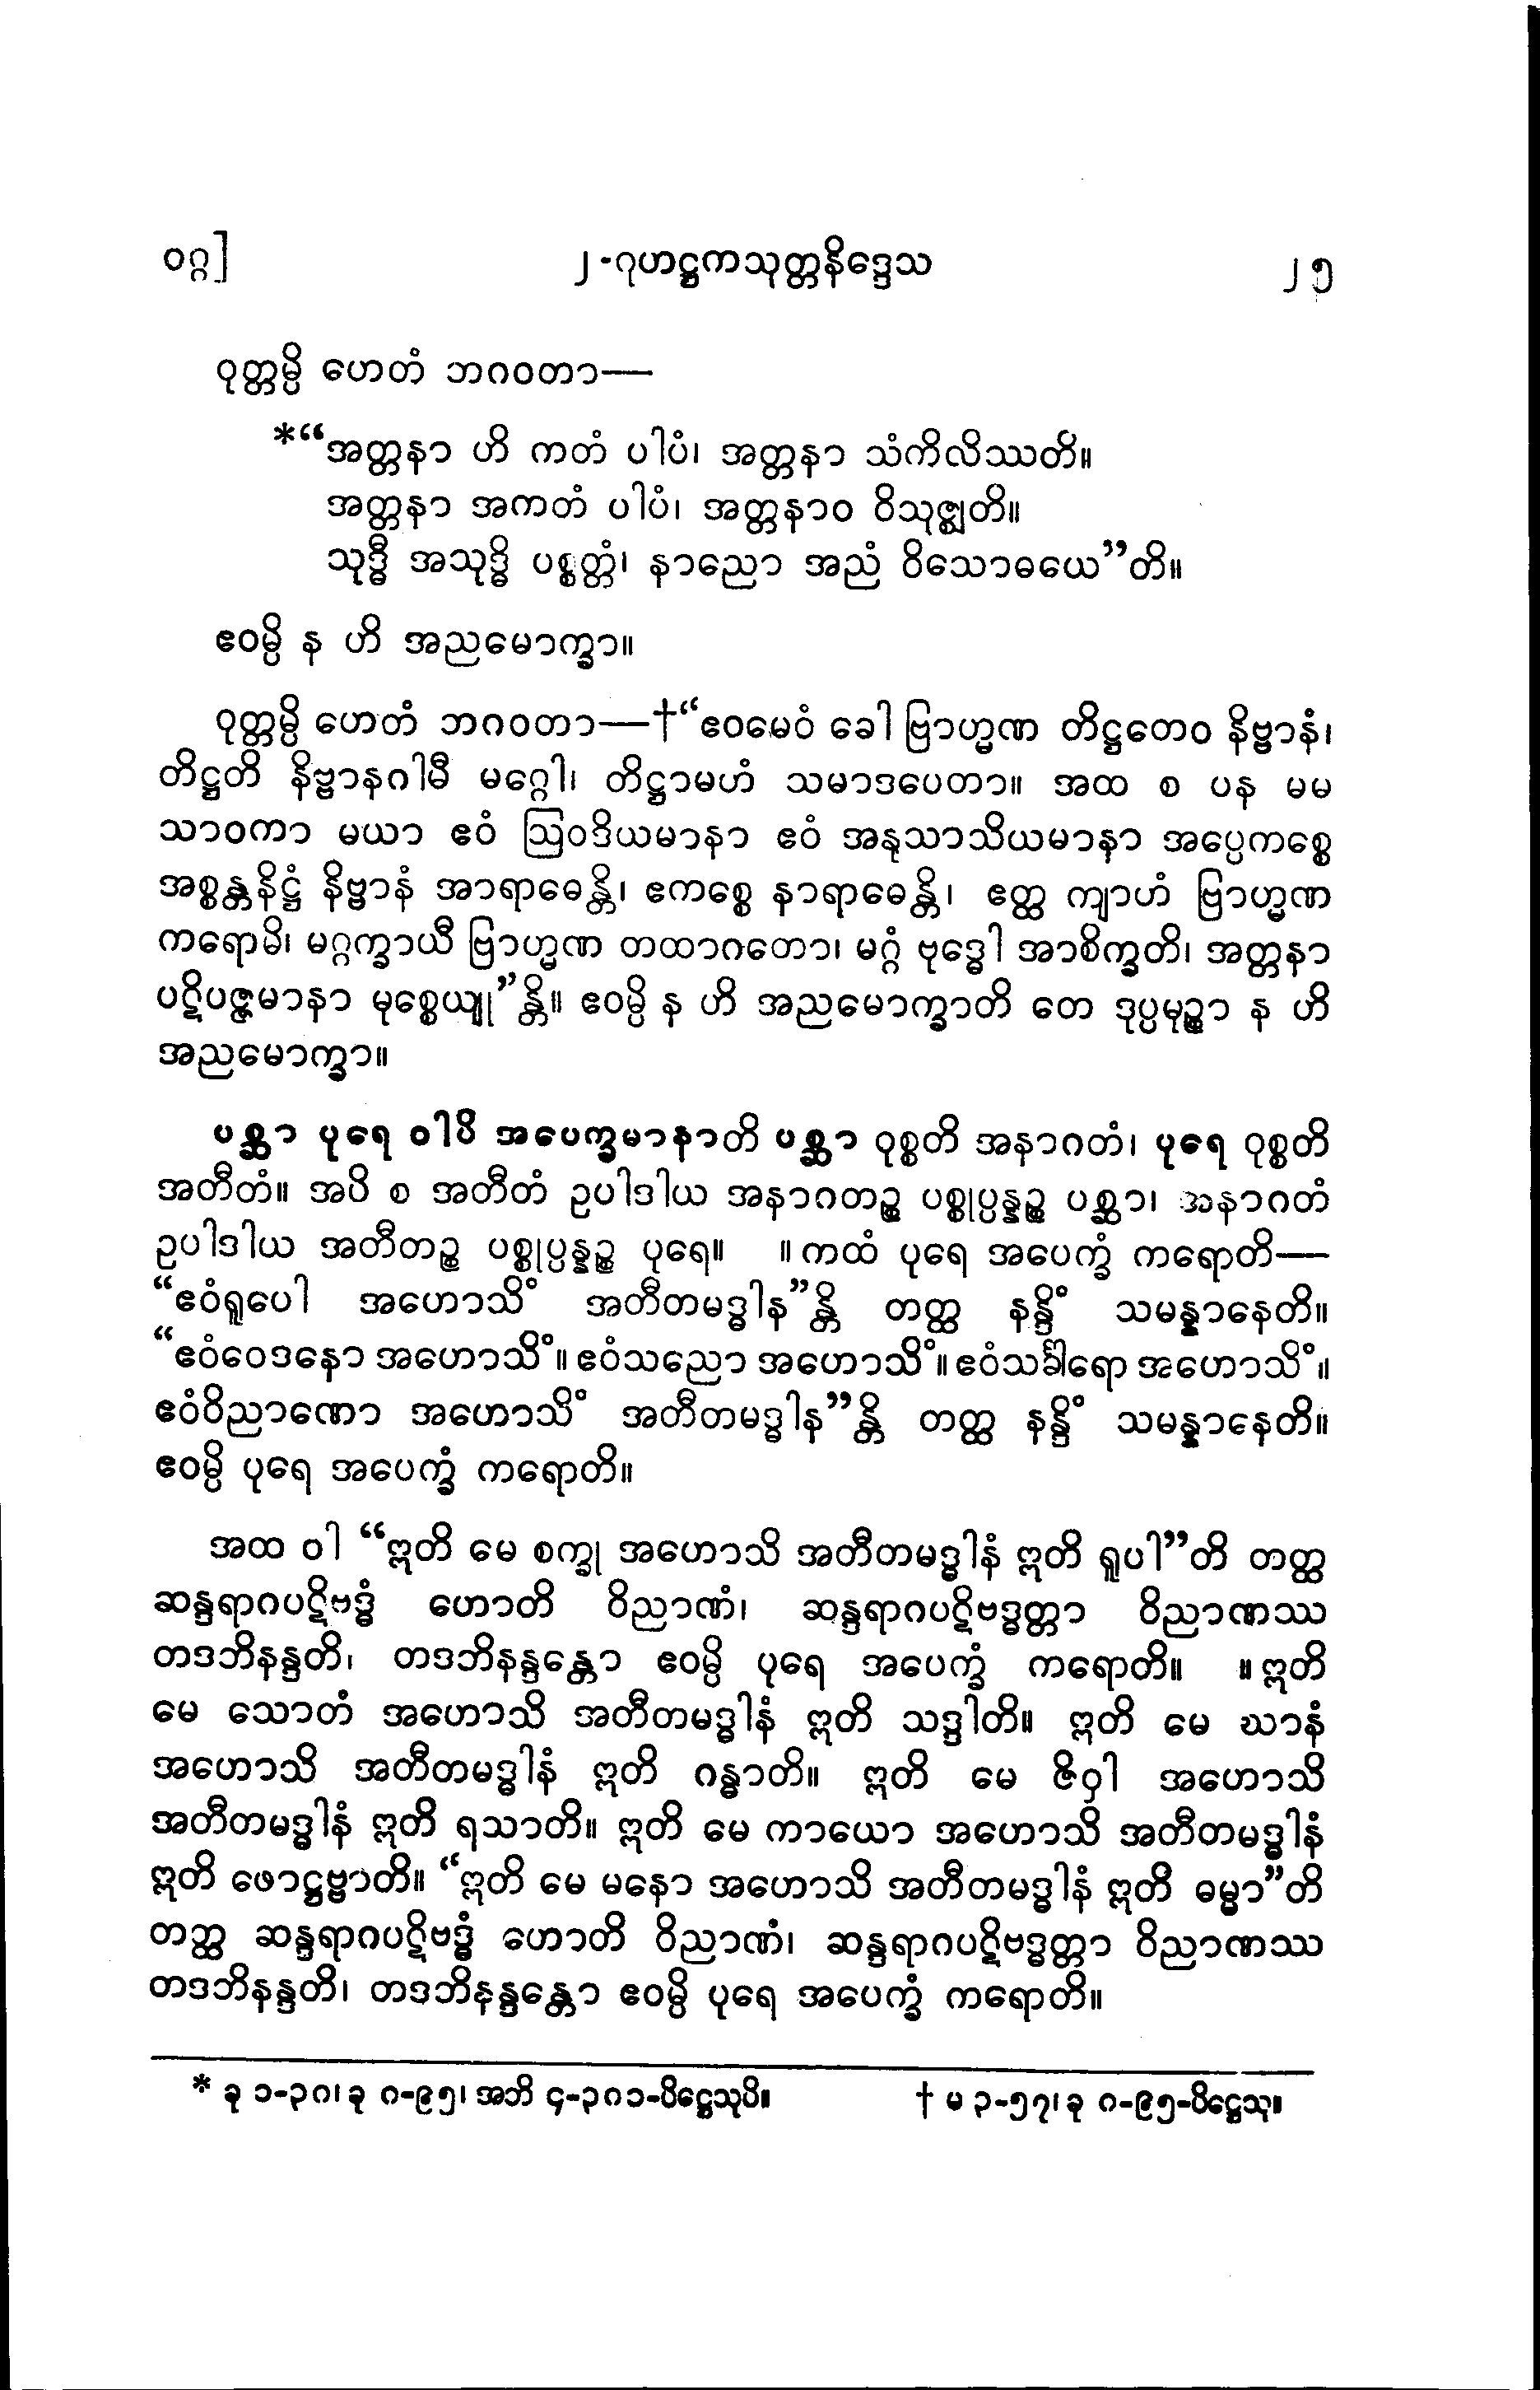 ဝဂ္ဂ] ၂-ဂုဟဋ္ဌကသုတ္တနိဒ္ဒေသ ၂၅
ဝုတ္တမ္ပိ ဟေတံ ဘဂဝတာ—
*“အတ္တနာ ဟိ ကတံ ပါပံ၊ အတ္တနာ သံကိလိဿတိ။
အတ္တနာ အကတံ ပါပံ၊ အတ္တနာဝ ဝိသုဇ္ဈတိ။
သုဒ္ဓီ အသုဒ္ဓိ ပစ္စတ္တံ၊ နာညော အညံ ဝိသောဓယေ”တိ။
ဧဝမ္ပိ န ဟိ အညမောက္ခာ။
ဝုတ္တမ္ပိ ဟေတံ ဘဂဝတာ—†“ဧဝမေဝံ ခေါ ဗြာဟ္မဏ တိဋ္ဌတေဝ နိဗ္ဗာနံ၊
တိဋ္ဌတိ နိဗ္ဗာနဂါမီ မဂ္ဂေါ၊ တိဋ္ဌာမဟံ သမာဒပေတာ။ အထ စ ပန မမ
သာဝကာ မယာ ဧဝံ ဩဝဒိယမာနာ ဧဝံ အနုသာသိယမာနာ အပ္ပေကစ္စေ
အစ္စန္တနိဋ္ဌံ နိဗ္ဗာနံ အာရာဓေန္တိ၊ ဧကစ္စေ နာရာဓေန္တိ၊ ဧတ္ထ ကျာဟံ ဗြာဟ္မဏ
ကရောမိ၊ မဂ္ဂက္ခာယီ ဗြာဟ္မဏ တထာဂတော၊ မဂ္ဂံ ဗုဒ္ဓေါ အာစိက္ခတိ၊ အတ္တနာ
ပဋိပဇ္ဇမာနာ မုစ္စေယျု”န္တိ။ ဧဝမ္ပိ န ဟိ အညမောက္ခာတိ တေ ဒုပ္ပမုဉ္စာ န ဟိ
အညမောက္ခာ။
ပစ္ဆာ ပုရေ ဝါပိ အပေက္ခမာနာတိ ပစ္ဆာ ဝုစ္စတိ အနာဂတံ၊ ပုရေ ဝုစ္စတိ
အတီတံ။ အပိ စ အတီတံ ဥပါဒါယ အနာဂတဉ္စ ပစ္စုပ္ပန္နဉ္စ ပစ္ဆာ၊ အနာဂတံ
ဥပါဒါယ အတီတဉ္စ ပစ္စုပ္ပန္နဉ္စ ပုရေ။ ။ကထံ ပုရေ အပေက္ခံ ကရောတိ—
“ဧဝံရူပေါ အဟောသိံ အတီတမဒ္ဓါန”န္တိ တတ္ထ နန္ဒိံ သမန္နာနေတိ။
“ဧဝံဝေဒနော အဟောသိံ။ ဧဝံသညော အဟောသိံ။ ဧဝံသင်္ခါရော အဟောသိံ။
ဧဝံဝိညာဏော အဟောသိံ အတီတမဒ္ဓါန”န္တိ တတ္ထ နန္ဒိံ သမန္နာနေတိ။
ဧဝမ္ပိ ပုရေ အပေက္ခံ ကရောတိ။
အထ ဝါ “ဣတိ မေ စက္ခု အဟောသိ အတီတမဒ္ဓါနံ ဣတိ ရူပါ”တိ တတ္ထ
ဆန္ဒရာဂပဋိဗဒ္ဓံ ဟောတိ ဝိညာဏံ၊ ဆန္ဒရာဂပဋိဗဒ္ဓတ္တာ ဝိညာဏဿ
တဒဘိနန္ဒတိ၊ တဒဘိနန္ဒန္တော ဧဝမ္ပိ ပုရေ အပေက္ခံ ကရောတိ။ ။ဣတိ
မေ သောတံ အဟောသိ အတီတမဒ္ဓါနံ ဣတိ သဒ္ဒါတိ။ ဣတိ မေ ဃာနံ
အဟောသိ အတီတမဒ္ဓါနံ ဣတိ ဂန္ဓာတိ။ ဣတိ မေ ဇိဝှါ အဟောသိ
အတီတမဒ္ဓါနံ ဣတိ ရသာတိ။ ဣတိ မေ ကာယော အဟောသိ အတီတမဒ္ဓါနံ
ဣတိ ဖောဋ္ဌဗ္ဗာတိ။ “ဣတိ မေ မနော အဟောသိ အတီတမဒ္ဓါနံ ဣတိ ဓမ္မာ”တိ
တတ္ထ ဆန္ဒရာဂပဋိဗဒ္ဓံ ဟောတိ ဝိညာဏံ၊ ဆန္ဒရာဂပဋိဗဒ္ဓတ္တာ ဝိညာဏဿ
တဒဘိနန္ဒတိ၊ တဒဘိနန္ဒန္တော ဧဝမ္ပိ ပုရေ အပေက္ခံ ကရောတိ။
* ခု ၁-၃၈၊ ခု ၈-၉၅၊ အဘိ ၄-၃၈၁-ပိဋ္ဌေသုပိ။ † မ ၃-၅၇၊ ခု ၈-၉၅-ပိဋ္ဌေသု။